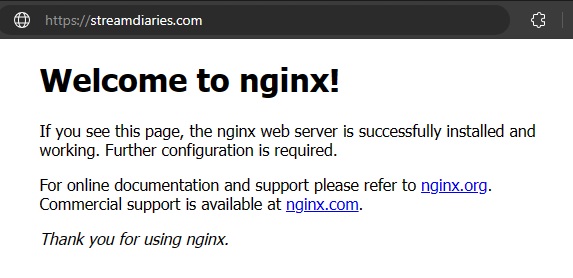 https://streamdiaries.com
Welcome to nginx!
If you see this page, the nginx web server is successfully installed and
working. Further configuration is required.
For online documentation and support please refer to nginx.org.
Commercial support is available at nginx.com.
Thank you for using nginx.